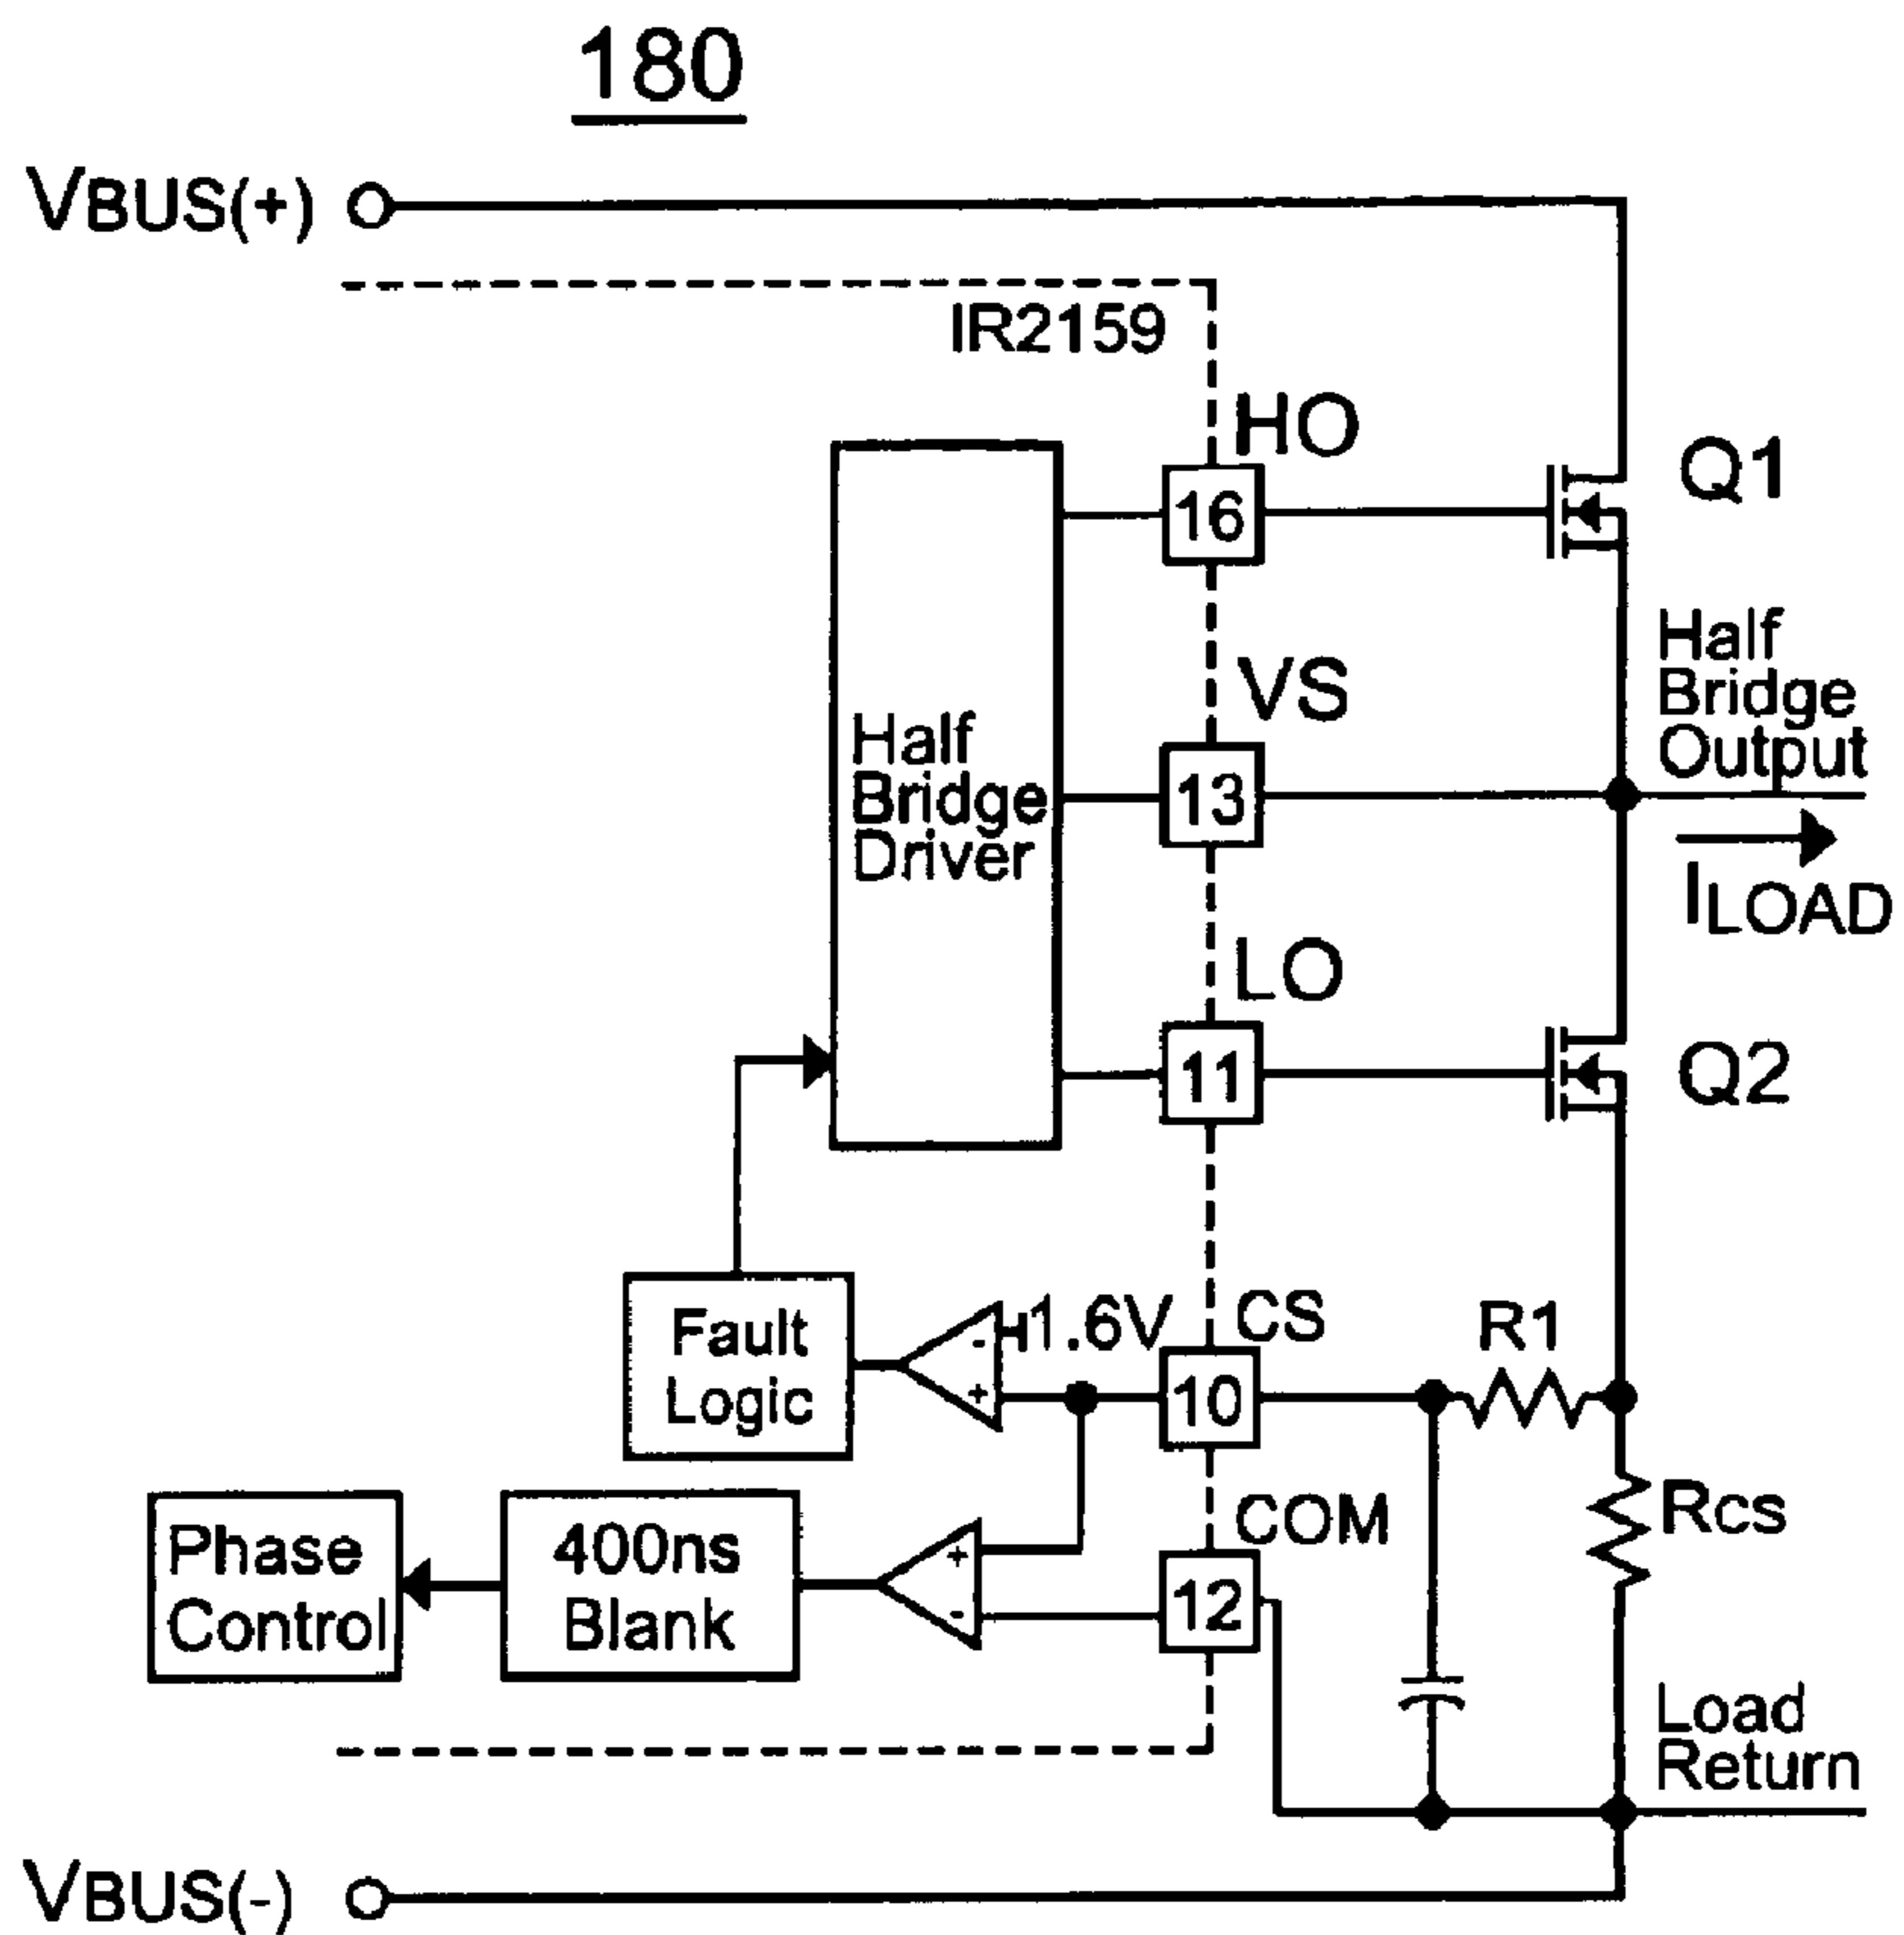 180
VBUS(+)
IR2159
HO
16
Q1
Half
Bridge
Output
VS
13
Half
Bridge
Driver
ILOAD
LO
11
Q2
Fault
Logic
-
+
1.6V
CS
10
R1
Phase
Control
400ns
Blank
+
-
COM
12
RCS
Load
Return
VBUS(-)